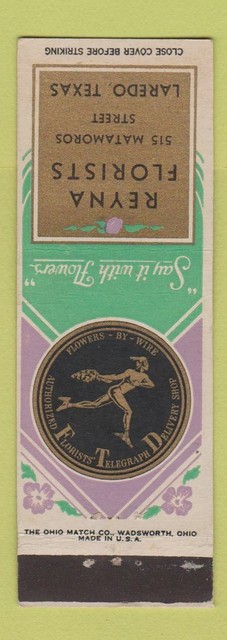 CLOSE COVER BEFORE STRIKING
REYNA
FLORISTS
515 MATAMOROS
STREET
LAREDO, TEXAS
"Say it with Flowers"
FLOWERS - BY - WIRE
AUTHORIZED FLORISTS' TELEGRAPH DELIVERY SHOP
THE OHIO MATCH CO., WADSWORTH, OHIO
MADE IN U.S.A.